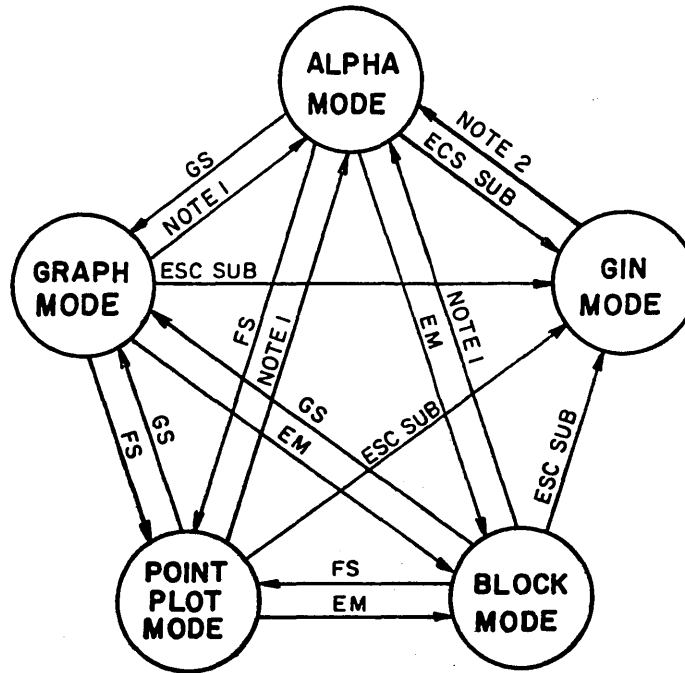 ALPHA
MODE
GS
NOTE 1
NOTE 2
ECS SUB
GRAPH
MODE
ESC SUB
GIN
MODE
FS
NOTE 1
EM
NOTE 1
GS
EM
FS
GS
ESC SUB
ESC SUB
POINT
PLOT
MODE
FS
EM
BLOCK
MODE